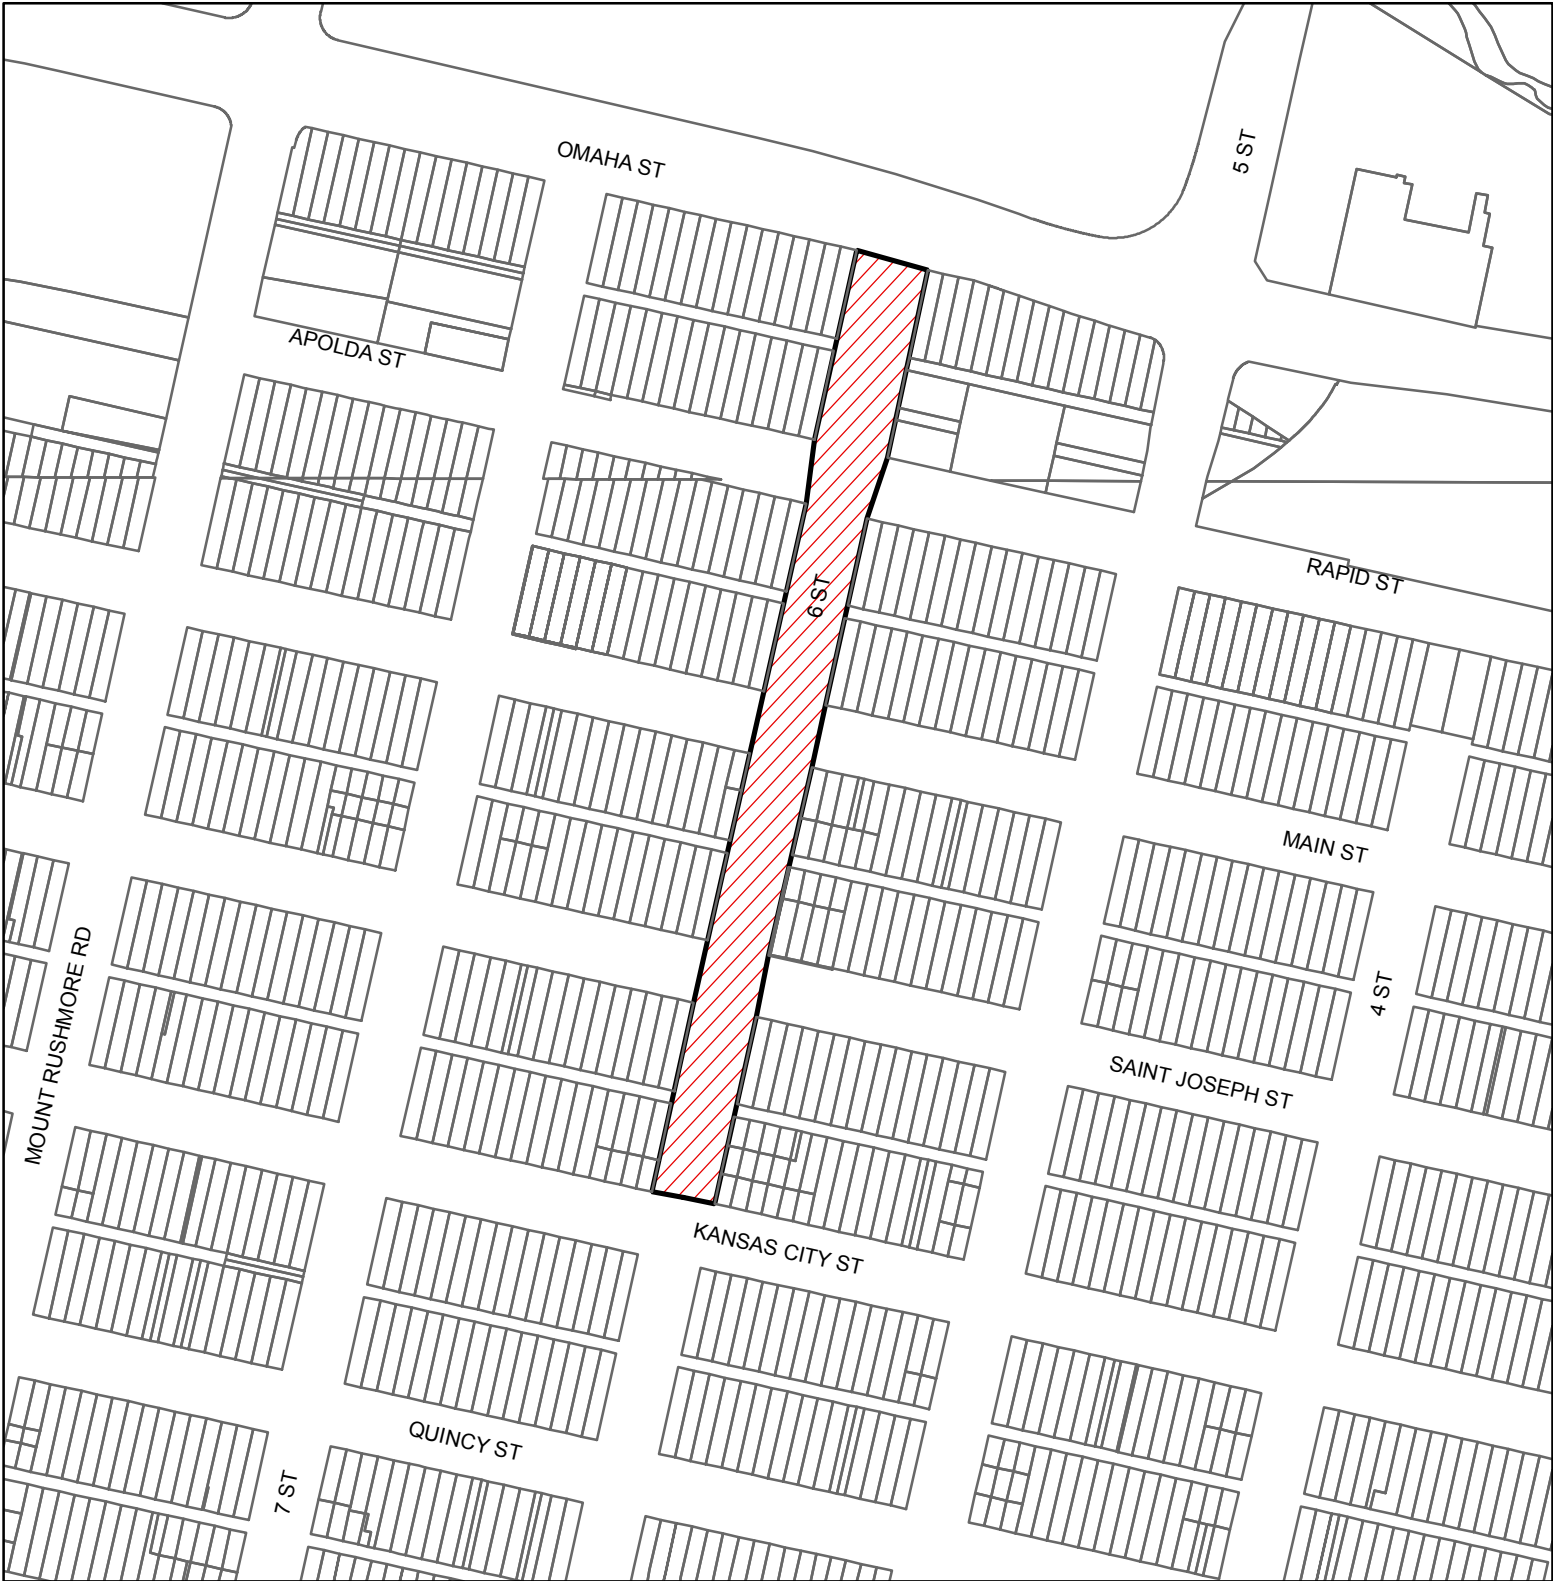 OMAHA ST
5 ST
APOLDA ST
RAPID ST
6 ST
MAIN ST
MOUNT RUSHMORE RD
4 ST
SAINT JOSEPH ST
KANSAS CITY ST
QUINCY ST
7 ST